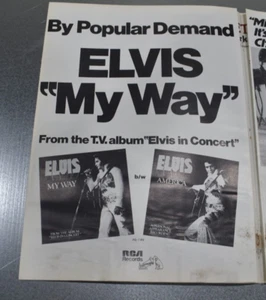 By Popular Demand
ELVIS
"My Way"
From the T.V. album "Elvis in Concert"
ELVIS
MY WAY
b/w
ELVIS
AMERICA
RCA
Records